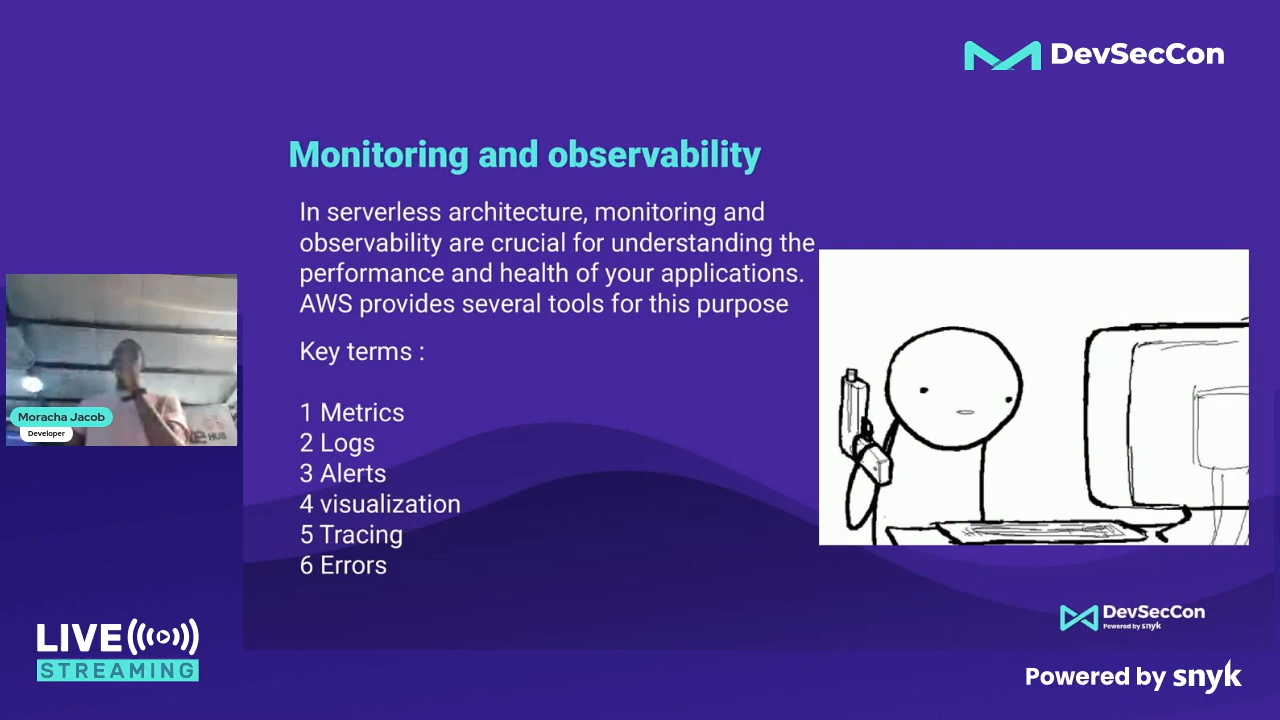 DevSecCon
Monitoring and observability
In serverless architecture, monitoring and
observability are crucial for understanding the
performance and health of your applications.
AWS provides several tools for this purpose
Key terms :
1 Metrics
2 Logs
3 Alerts
4 visualization
5 Tracing
6 Errors
Moracha Jacob
Developer
HUB
LIVE
STREAMING
DevSecCon
Powered by snyk
Powered by snyk